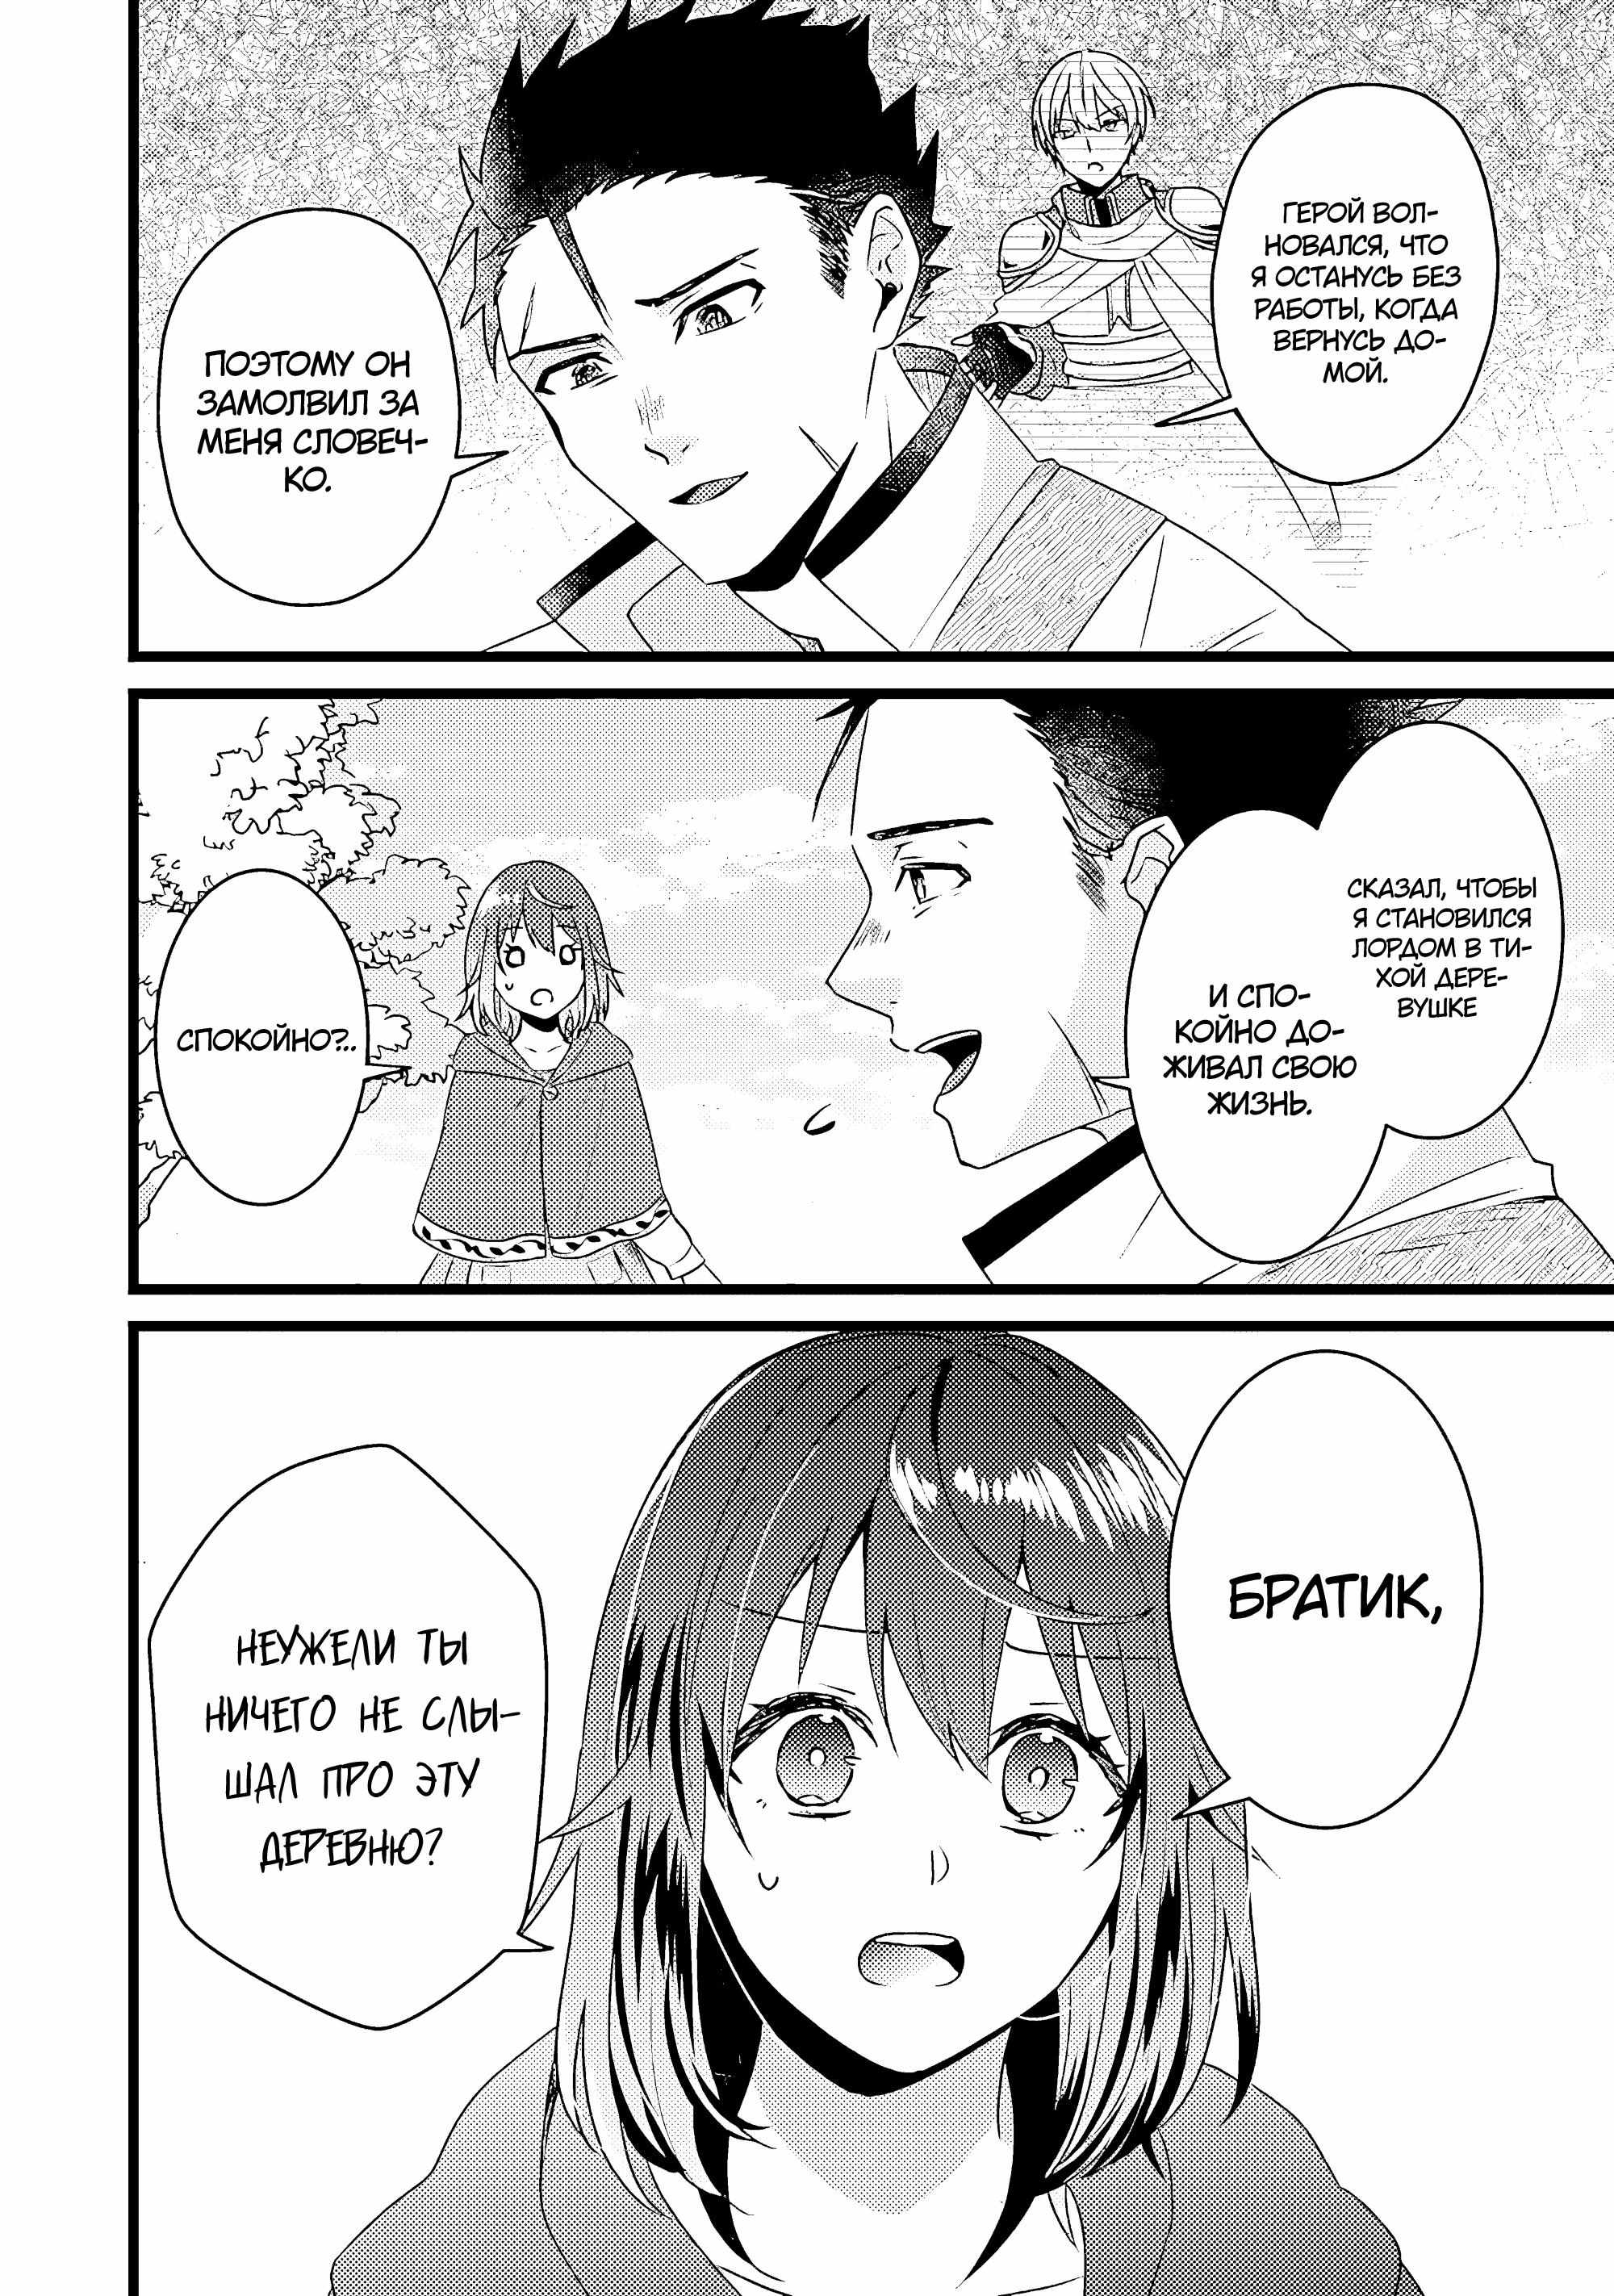 ГЕРОЙ ВОЛ-
НОВАЛСЯ, ЧТО
Я ОСТАНУСЬ БЕЗ
РАБОТЫ, КОГДА
ВЕРНУСЬ ДО-
МОЙ.
ПОЭТОМУ ОН
ЗАМОЛВИЛ ЗА
МЕНЯ СЛОВЕЧ-
КО.
СКАЗАЛ, ЧТОБЫ
Я СТАНОВИЛСЯ
ЛОРДОМ В ТИ-
ХОЙ ДЕРЕ-
ВУШКЕ
И СПО-
КОЙНО ДО-
ЖИВАЛ СВОЮ
ЖИЗНЬ.
СПОКОЙНО?..
БРАТИК,
НЕУЖЕЛИ ТЫ
НИЧЕГО НЕ СЛЫ-
ШАЛ ПРО ЭТУ
ДЕРЕВНЮ?